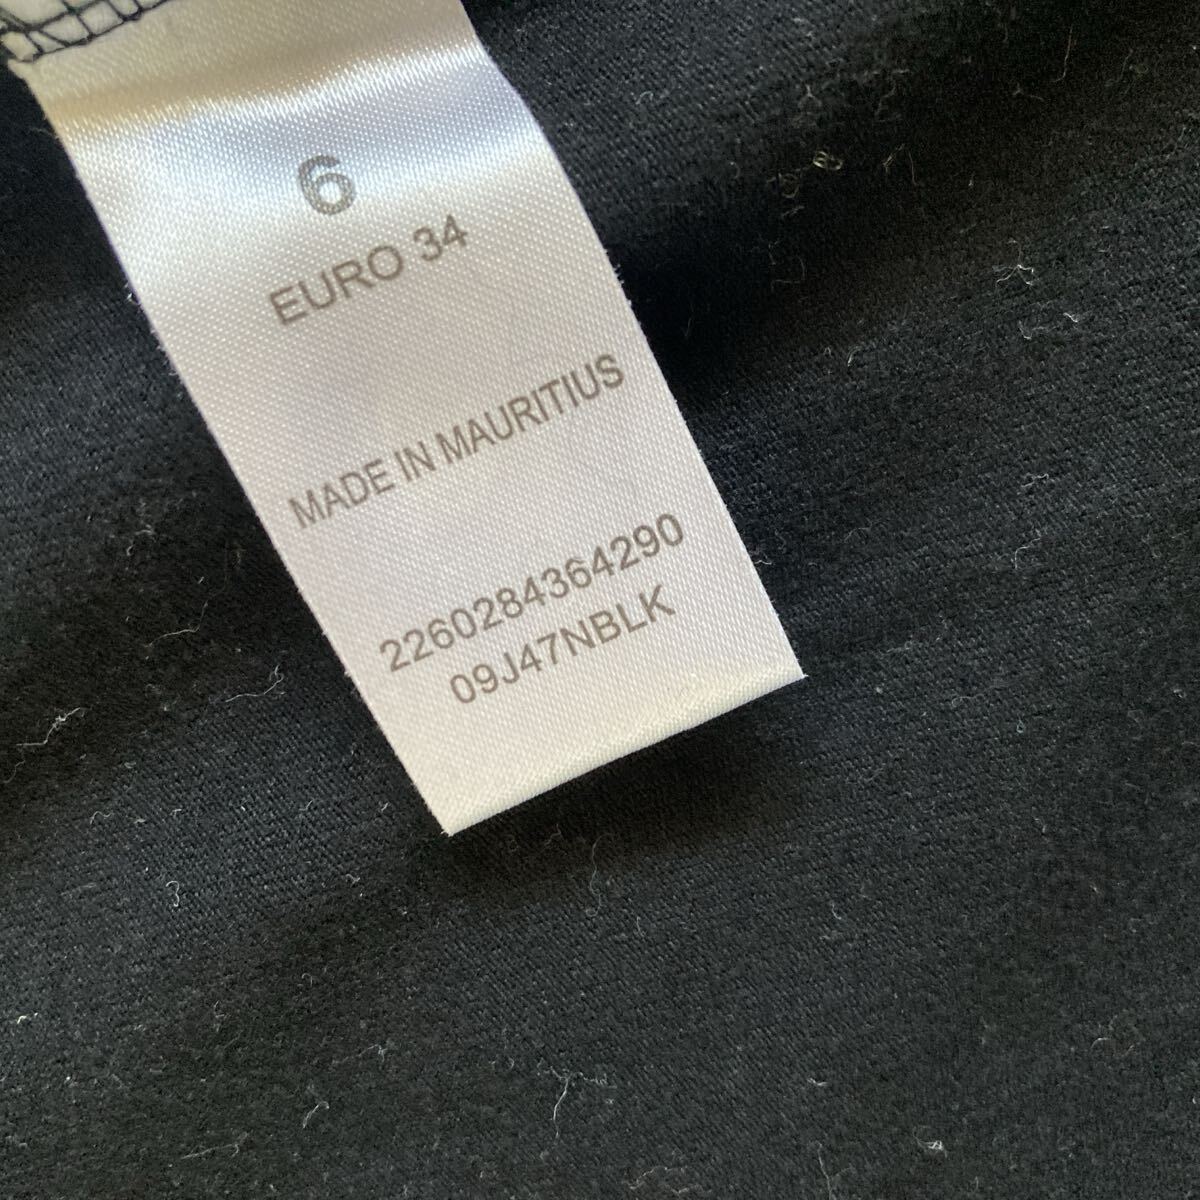 6
EURO 34
MADE IN MAURITIUS
2260284364290
09J47NBLK